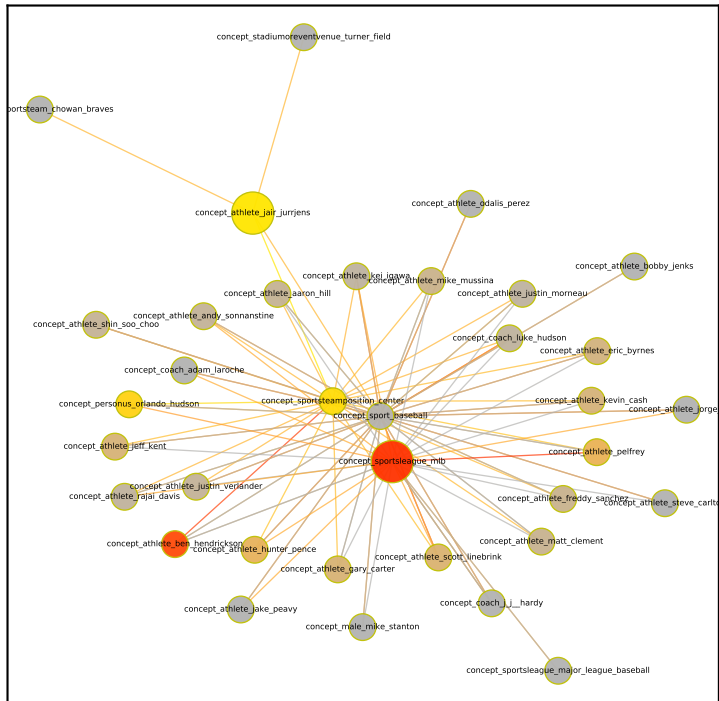 concept_stadiumoreventvenue_turner_field
portsteam_chowan_braves
concept_athlete_jair_jurrjens
concept_athlete_odalis_perez
concept_athlete_bobby_jenks
concept_athlete_kei_igawa
concept_athlete_mike_mussina
concept_athlete_aaron_hill
concept_athlete_justin_morneau
concept_athlete_andy_sonnanstine
concept_athlete_shin_soo_choo
concept_coach_luke_hudson
concept_athlete_eric_byrnes
concept_coach_adam_laroche
concept_personus_orlando_hudson
concept_sportsteamposition_center
concept_athlete_kevin_cash
concept_athlete_jorge
concept_sport_baseball
concept_athlete_jeff_kent
concept_athlete_pelfrey
concept_sportsleague_mlb
concept_athlete_justin_verlander
concept_athlete_rajai_davis
concept_athlete_freddy_sanchez
concept_athlete_steve_carlto
concept_athlete_ben_hendrickson
concept_athlete_hunter_pence
concept_athlete_matt_clement
concept_athlete_scott_linebrink
concept_athlete_gary_carter
concept_athlete_jake_peavy
concept_coach_j_j__hardy
concept_male_mike_stanton
concept_sportsleague_major_league_baseball